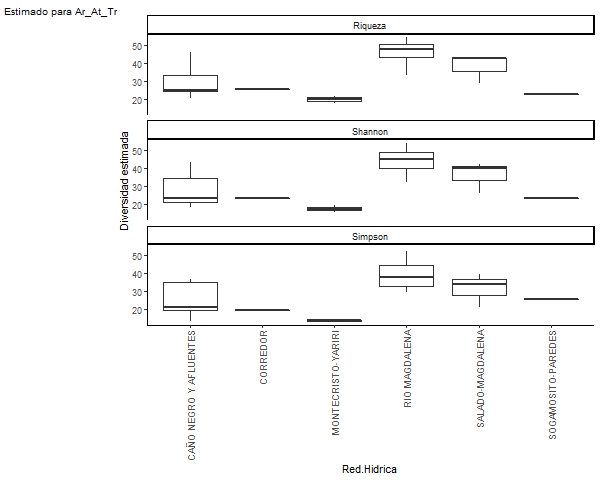 Estimado para Ar_At_Tr
Riqueza
50
40
30
20
Shannon
50
40
30
20
Simpson
50
40
30
20
Diversidad estimada
CAÑO NEGRO Y AFLUENTES
CORREDOR
MONTECRISTO-YARIRI
RIO MAGDALENA
SALADO-MAGDALENA
SOGAMOSITO-PAREDES
Red.Hidrica